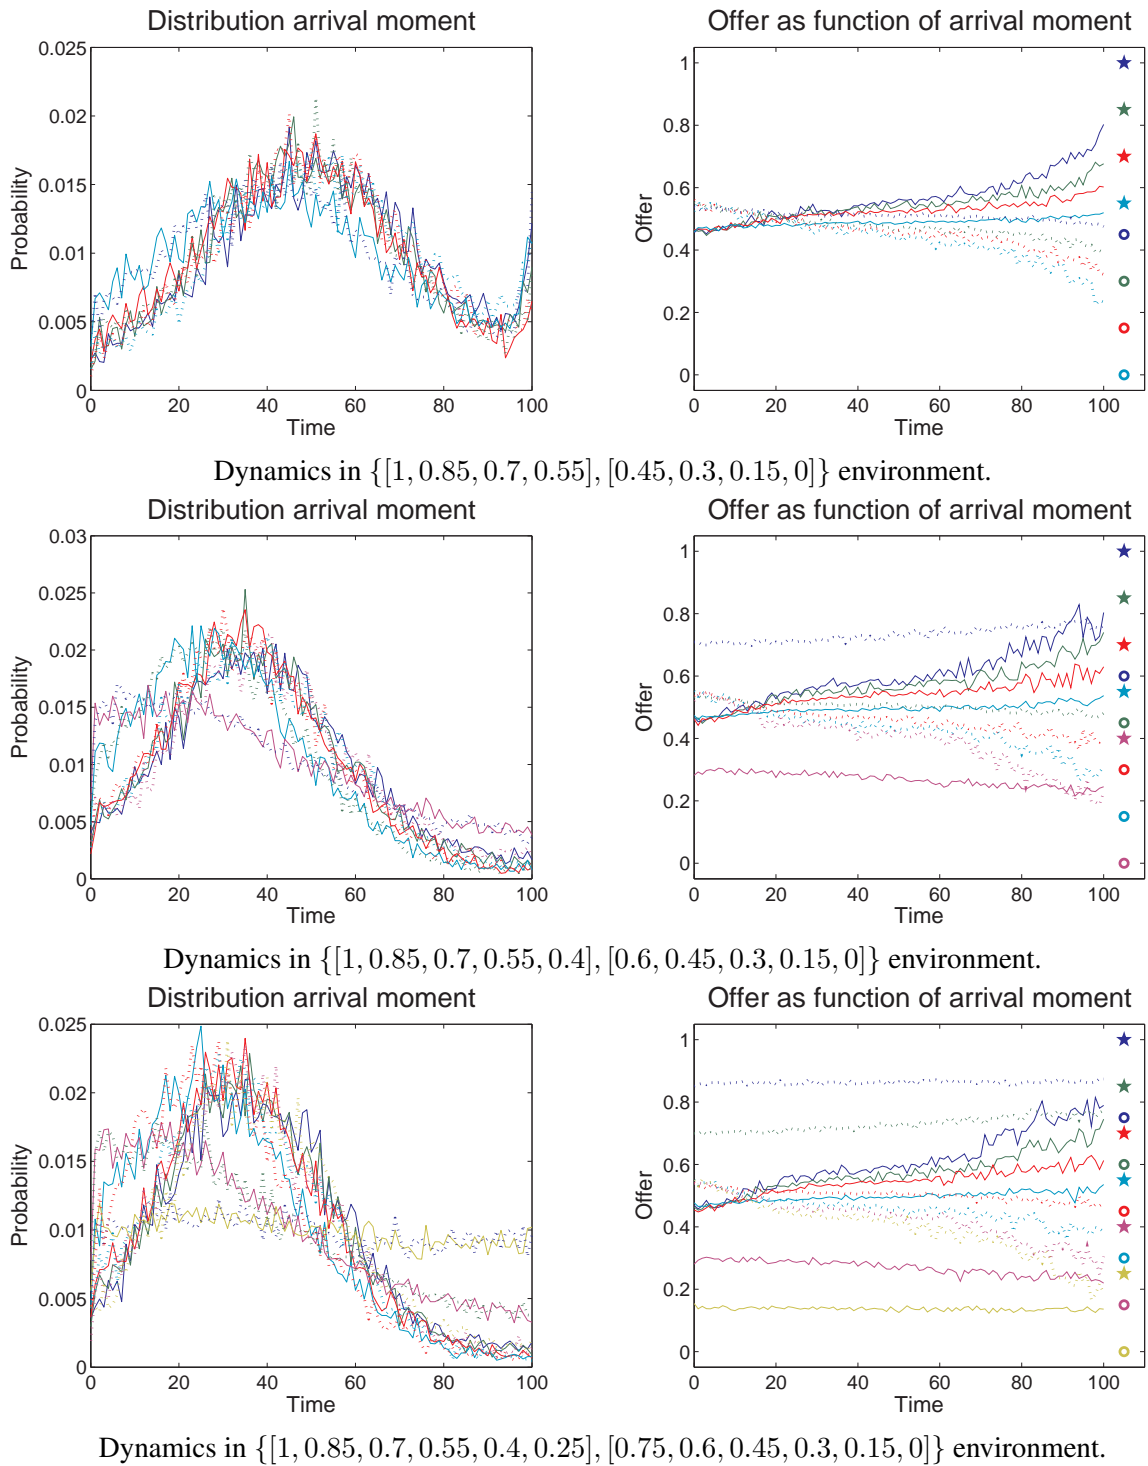 Distribution arrival moment
0.025
0.02
0.015
0.01
0.005
0
Probability
0 20 40 60 80 100
Time
Offer as function of arrival moment
1
0.8
0.6
0.4
0.2
0
Offer
0 20 40 60 80 100
Time
Dynamics in {[1, 0.85, 0.7, 0.55], [0.45, 0.3, 0.15, 0]} environment.
Distribution arrival moment
0.03
0.025
0.02
0.015
0.01
0.005
0
Probability
0 20 40 60 80 100
Time
Offer as function of arrival moment
1
0.8
0.6
0.4
0.2
0
Offer
0 20 40 60 80 100
Time
Dynamics in {[1, 0.85, 0.7, 0.55, 0.4], [0.6, 0.45, 0.3, 0.15, 0]} environment.
Distribution arrival moment
0.025
0.02
0.015
0.01
0.005
0
Probability
0 20 40 60 80 100
Time
Offer as function of arrival moment
1
0.8
0.6
0.4
0.2
0
Offer
0 20 40 60 80 100
Time
Dynamics in {[1, 0.85, 0.7, 0.55, 0.4, 0.25], [0.75, 0.6, 0.45, 0.3, 0.15, 0]} environment.